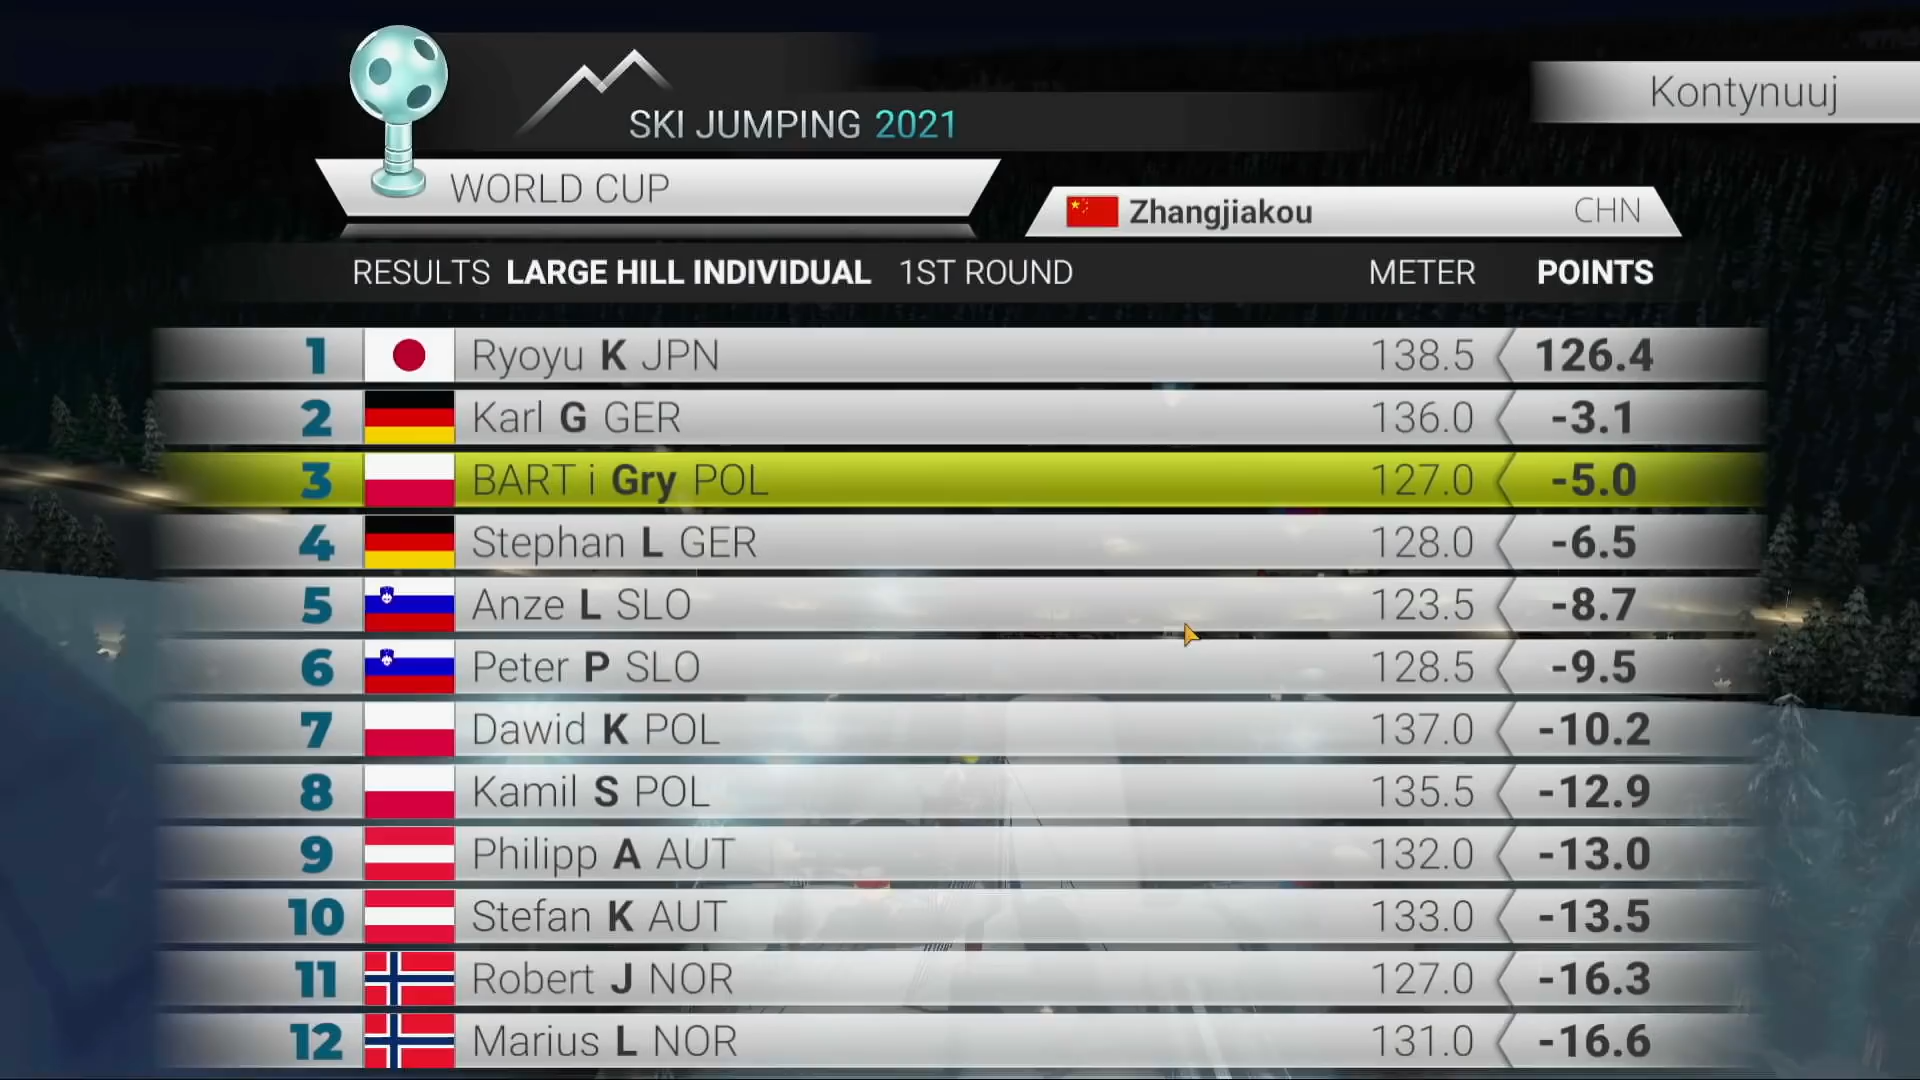 SKI JUMPING 2021
Kontynuuj
WORLD CUP
Zhangjiakou CHN
RESULTS LARGE HILL INDIVIDUAL 1ST ROUND METER POINTS
1 Ryoyu K JPN 138.5 126.4
2 Karl G GER 136.0 -3.1
3 BART i Gry POL 127.0 -5.0
4 Stephan L GER 128.0 -6.5
5 Anze L SLO 123.5 -8.7
6 Peter P SLO 128.5 -9.5
7 Dawid K POL 137.0 -10.2
8 Kamil S POL 135.5 -12.9
9 Philipp A AUT 132.0 -13.0
10 Stefan K AUT 133.0 -13.5
11 Robert J NOR 127.0 -16.3
12 Marius L NOR 131.0 -16.6